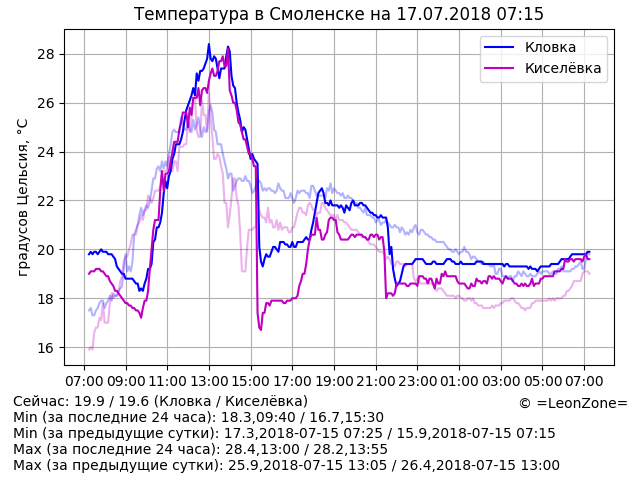 Температура в Смоленске на 17.07.2018 07:15
Кловка
Киселёвка
градусов Цельсия, °C
28
26
24
22
20
18
16
07:00 09:00 11:00 13:00 15:00 17:00 19:00 21:00 23:00 01:00 03:00 05:00 07:00
Сейчас: 19.9 / 19.6 (Кловка / Киселёвка)
© =LeonZone=
Min (за последние 24 часа): 18.3,09:40 / 16.7,15:30
Min (за предыдущие сутки): 17.3,2018-07-15 07:25 / 15.9,2018-07-15 07:15
Max (за последние 24 часа): 28.4,13:00 / 28.2,13:55
Max (за предыдущие сутки): 25.9,2018-07-15 13:05 / 26.4,2018-07-15 13:00